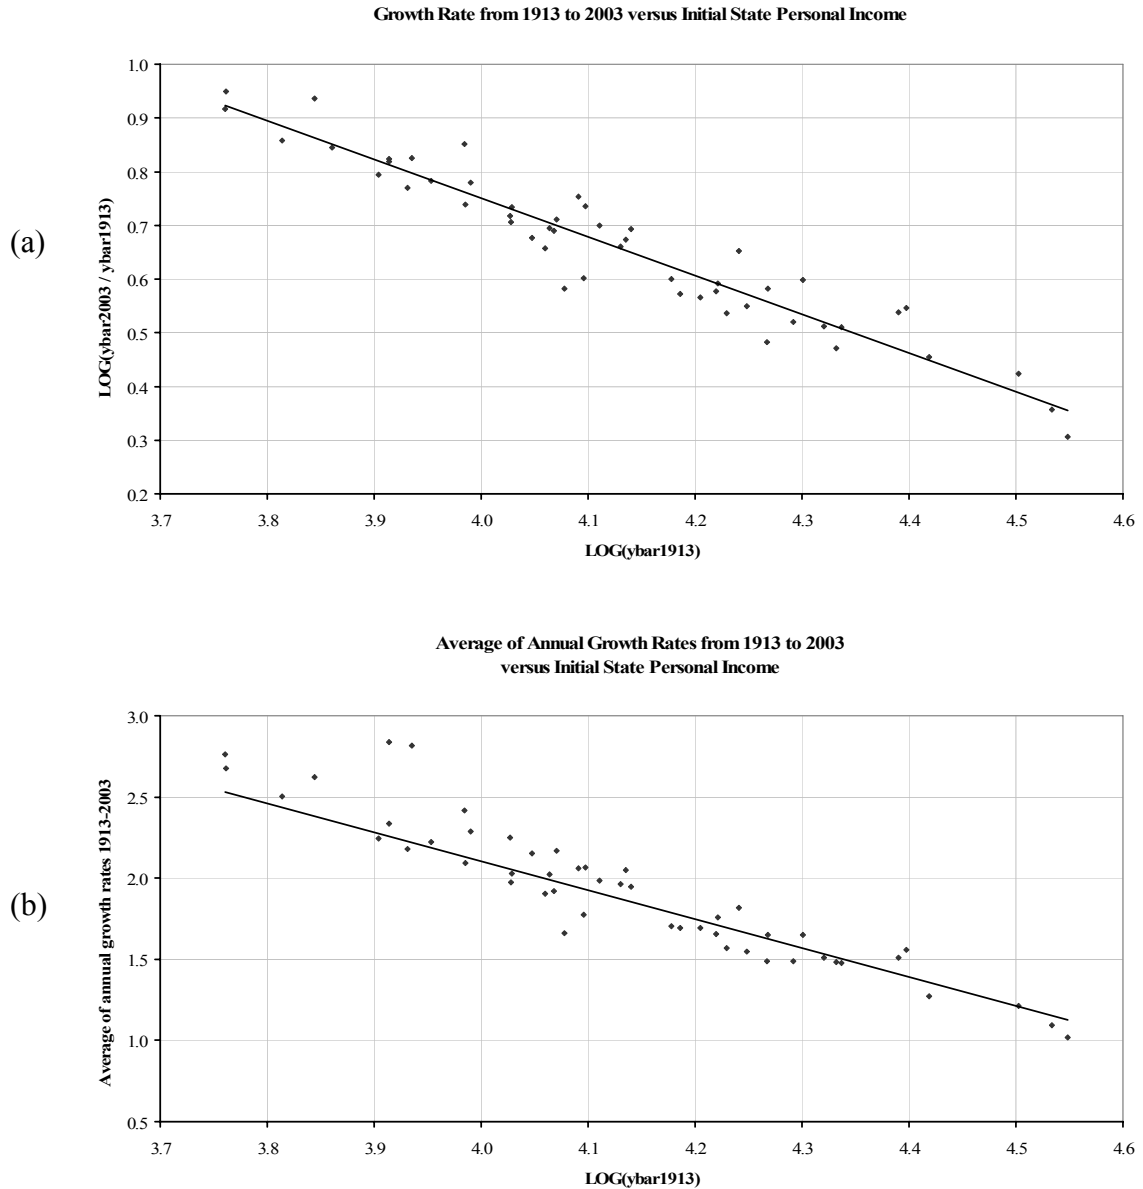 Growth Rate from 1913 to 2003 versus Initial State Personal Income
1.0
0.9
0.8
0.7
0.6
0.5
0.4
0.3
0.2
LOG(ybar2003 / ybar1913)
(a)
3.7 3.8 3.9 4.0 4.1 4.2 4.3 4.4 4.5 4.6
LOG(ybar1913)
Average of Annual Growth Rates from 1913 to 2003
versus Initial State Personal Income
3.0
2.5
2.0
1.5
1.0
0.5
Average of annual growth rates 1913-2003
(b)
3.7 3.8 3.9 4.0 4.1 4.2 4.3 4.4 4.5 4.6
LOG(ybar1913)